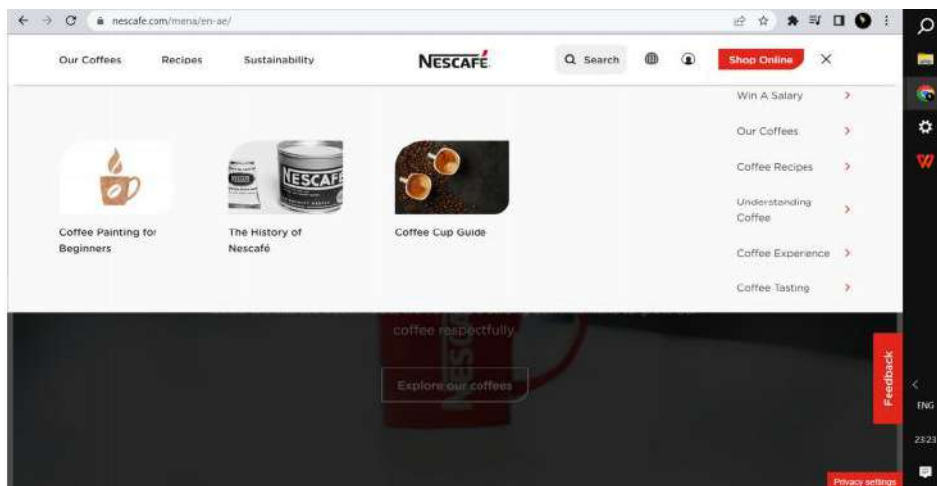 nescafe.com/mena/en-ae/
Our Coffees
Recipes
Sustainability
NESCAFÉ
Search
Shop Online
Win A Salary
Our Coffees
Coffee Recipes
Understanding
Coffee
Coffee Experience
Coffee Tasting
NESCAFÉ
Coffee Painting for
Beginners
The History of
Nescafé
Coffee Cup Guide
coffee respectfully.
Explore our coffees
NESC
Feedback
Privacy settings
ENG
23:23